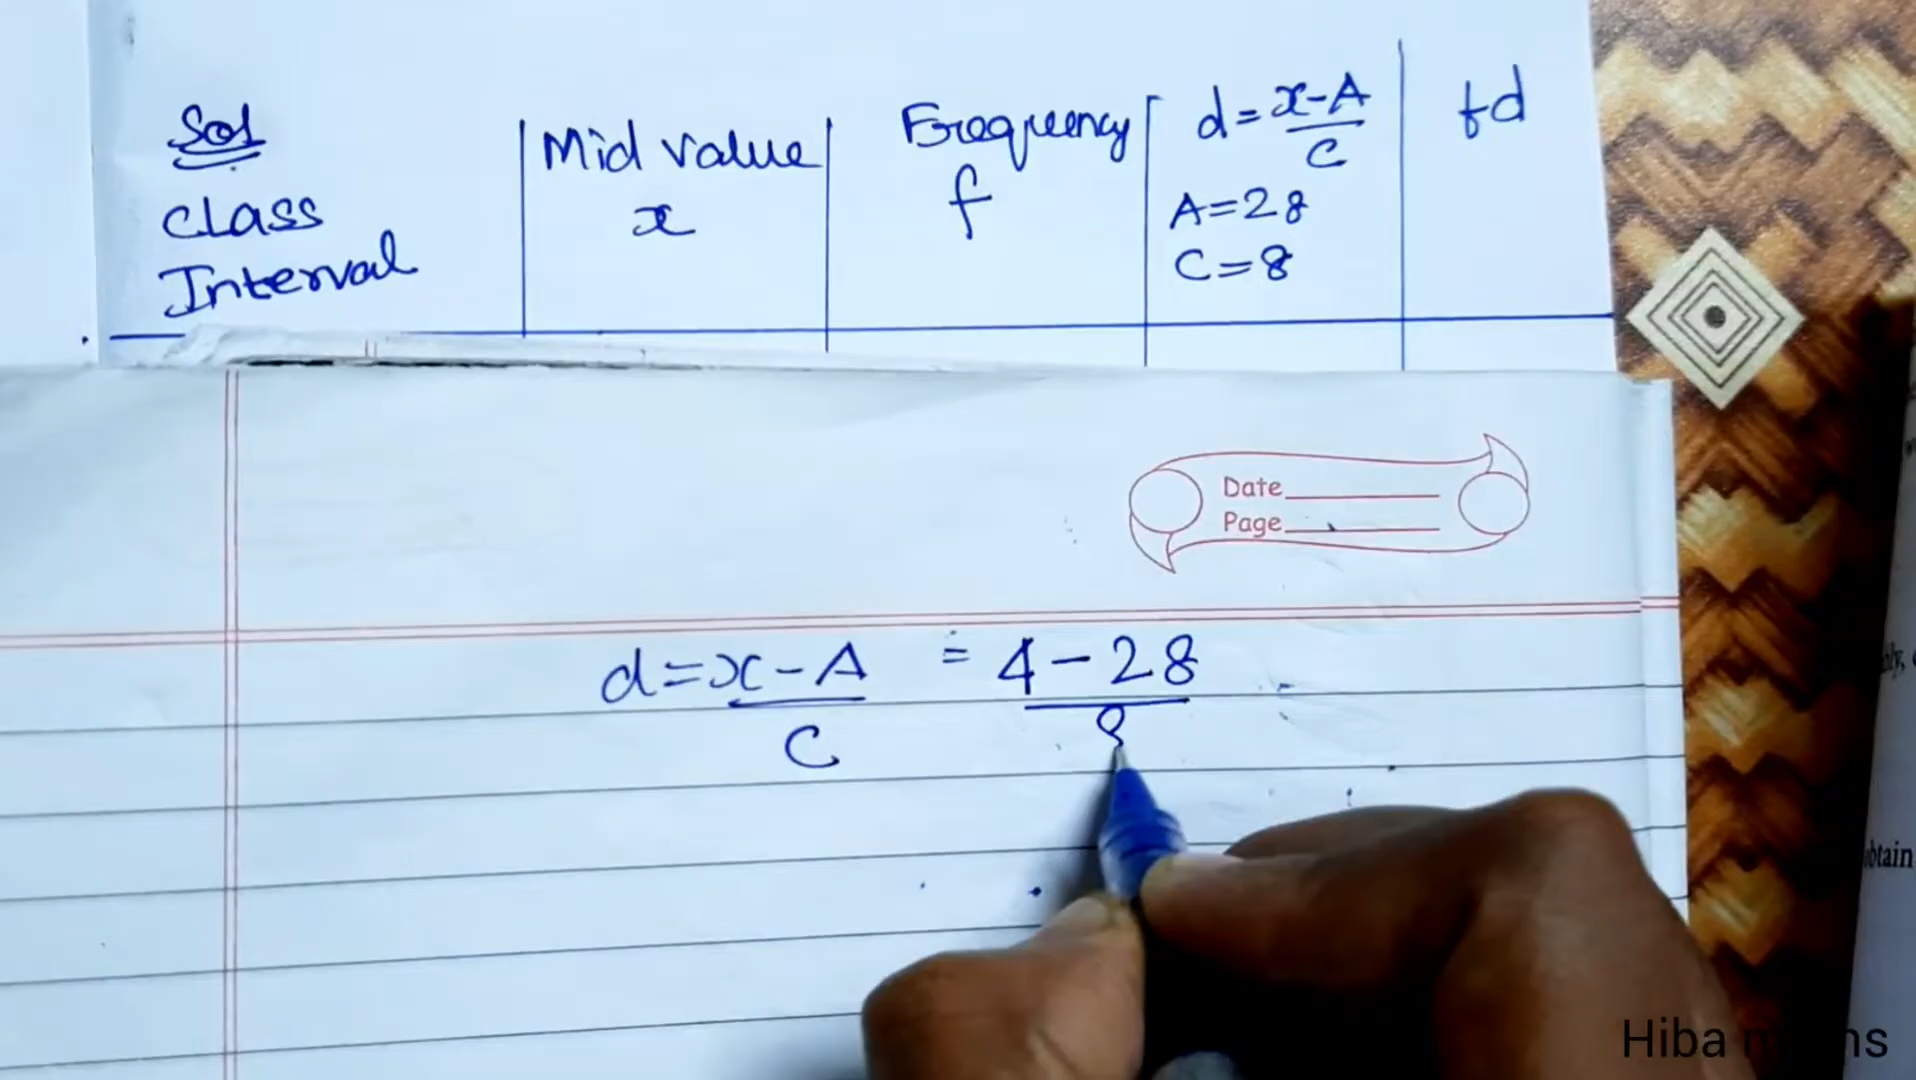 Sol
Class
Interval
Mid value
x
Frequency
f
d = x-A
C
A=28
C=8
fd
Date
Page
d = x - A = 4 - 28
C 8
Hiba